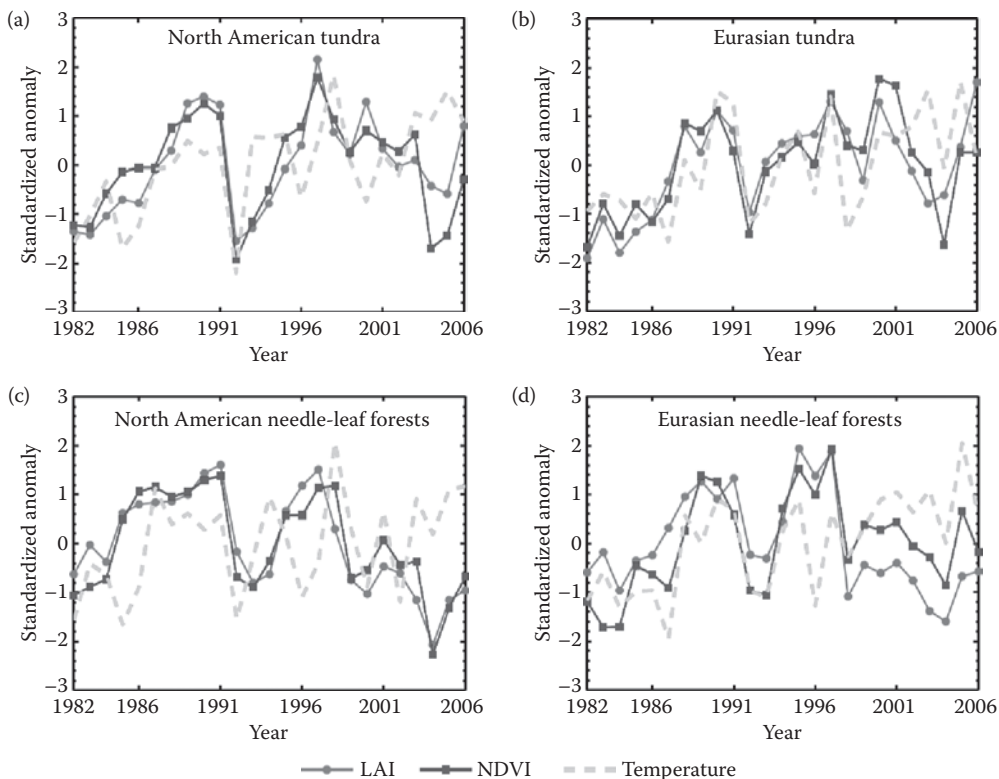 (a)
North American tundra
Standardized anomaly
3
2
1
0
−1
−2
−3
1982 1986 1991 1996 2001 2006
Year
(b)
Eurasian tundra
Standardized anomaly
3
2
1
0
−1
−2
−3
1982 1986 1991 1996 2001 2006
Year
(c)
North American needle-leaf forests
Standardized anomaly
3
2
1
0
−1
−2
−3
1982 1986 1991 1996 2001 2006
Year
(d)
Eurasian needle-leaf forests
Standardized anomaly
3
2
1
0
−1
−2
−3
1982 1986 1991 1996 2001 2006
Year
LAI NDVI Temperature